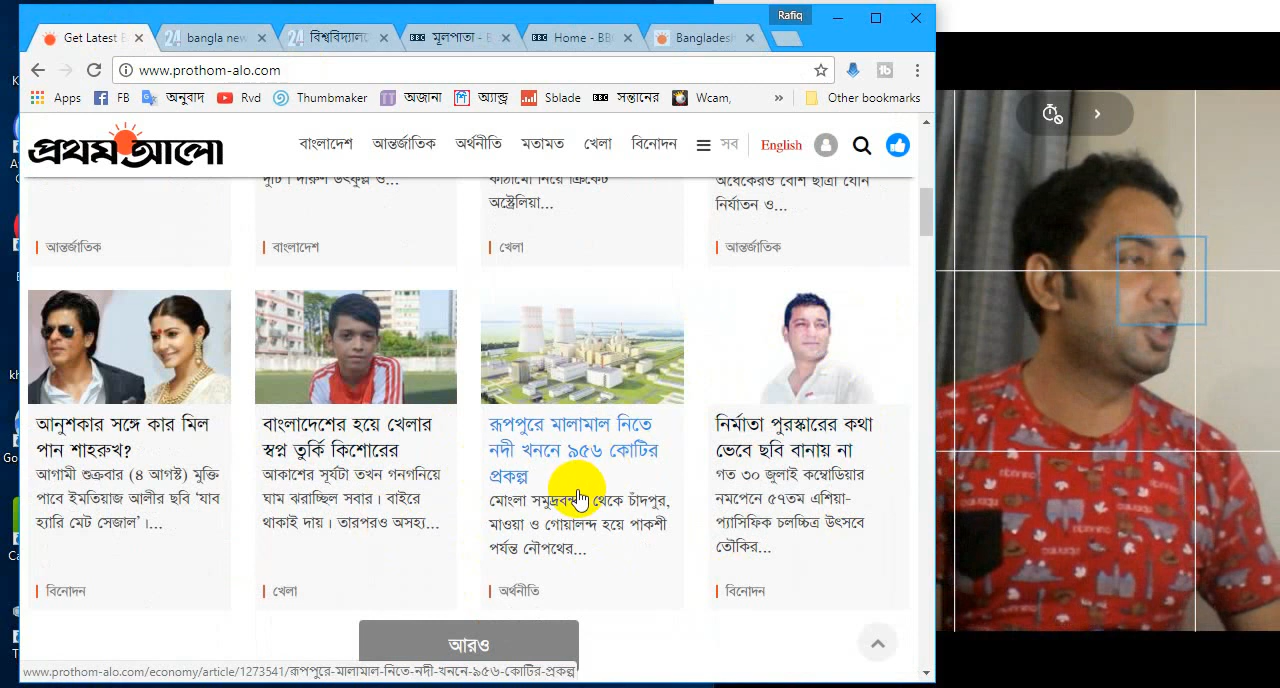 Rafiq
Get Latest B
bangla new
বিশ্ববিদ্যালয়
মূলপাতা - B
Home - BB
Bangladesh
www.prothom-alo.com
Apps
FB
অনুবাদ
Rvd
Thumbmaker
অজানা
অ্যান্ড্র
Sblade
সন্তানের
Wcam,
»
Other bookmarks
প্রথম আলো
বাংলাদেশ
আন্তর্জাতিক
অর্থনীতি
মতামত
খেলা
বিনোদন
সব
English
অস্ট্রেলিয়া...
নির্যাতন ও...
আন্তর্জাতিক
বাংলাদেশ
খেলা
আন্তর্জাতিক
আনুশকার সঙ্গে কার মিল
পান শাহরুখ?
আগামী শুক্রবার (৪ আগস্ট) মুক্তি
পাবে ইমতিয়াজ আলীর ছবি ‘যাব
হ্যারি মেট সেজাল’।...
বিনোদন
বাংলাদেশের হয়ে খেলার
স্বপ্ন তুর্কি কিশোরের
আকাশের সূর্যটা তখন গনগনিয়ে
ঘাম ঝরাচ্ছিল সবার। বাইরে
থাকাই দায়। তারপরও অসহ্য...
খেলা
রূপপুরে মালামাল নিতে
নদী খননে ৯৫৬ কোটির
প্রকল্প
মোংলা সমুদ্রবন্দর থেকে চাঁদপুর,
মাওয়া ও গোয়ালন্দ হয়ে পাকশী
পর্যন্ত নৌপথের...
অর্থনীতি
নির্মাতা পুরস্কারের কথা
ভেবে ছবি বানায় না
গত ৩০ জুলাই কম্বোডিয়ার
নমপেনে ৫৭তম এশিয়া-
প্যাসিফিক চলচ্চিত্র উৎসবে
তৌকির...
বিনোদন
আরও
www.prothom-alo.com/economy/article/1273541/রূপপুরে-মালামাল-নিতে-নদী-খননে-৯৫৬-কোটির-প্রকল্প